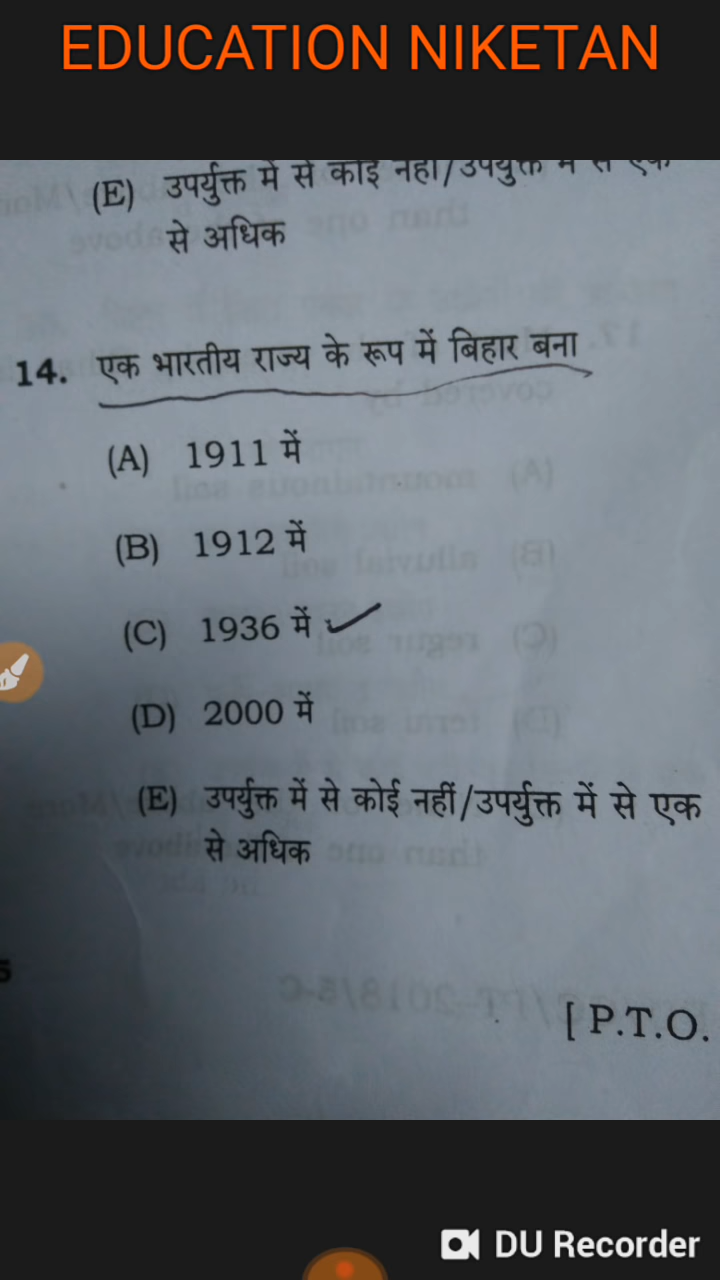 EDUCATION NIKETAN
(E) उपर्युक्त में से कोई नहीं/उपर्युक्त में से एक
से अधिक
14. एक भारतीय राज्य के रूप में बिहार बना
(A) 1911 में
(B) 1912 में
(C) 1936 में
(D) 2000 में
(E) उपर्युक्त में से कोई नहीं/उपर्युक्त में से एक
से अधिक
5
[ P.T.O.
DU Recorder